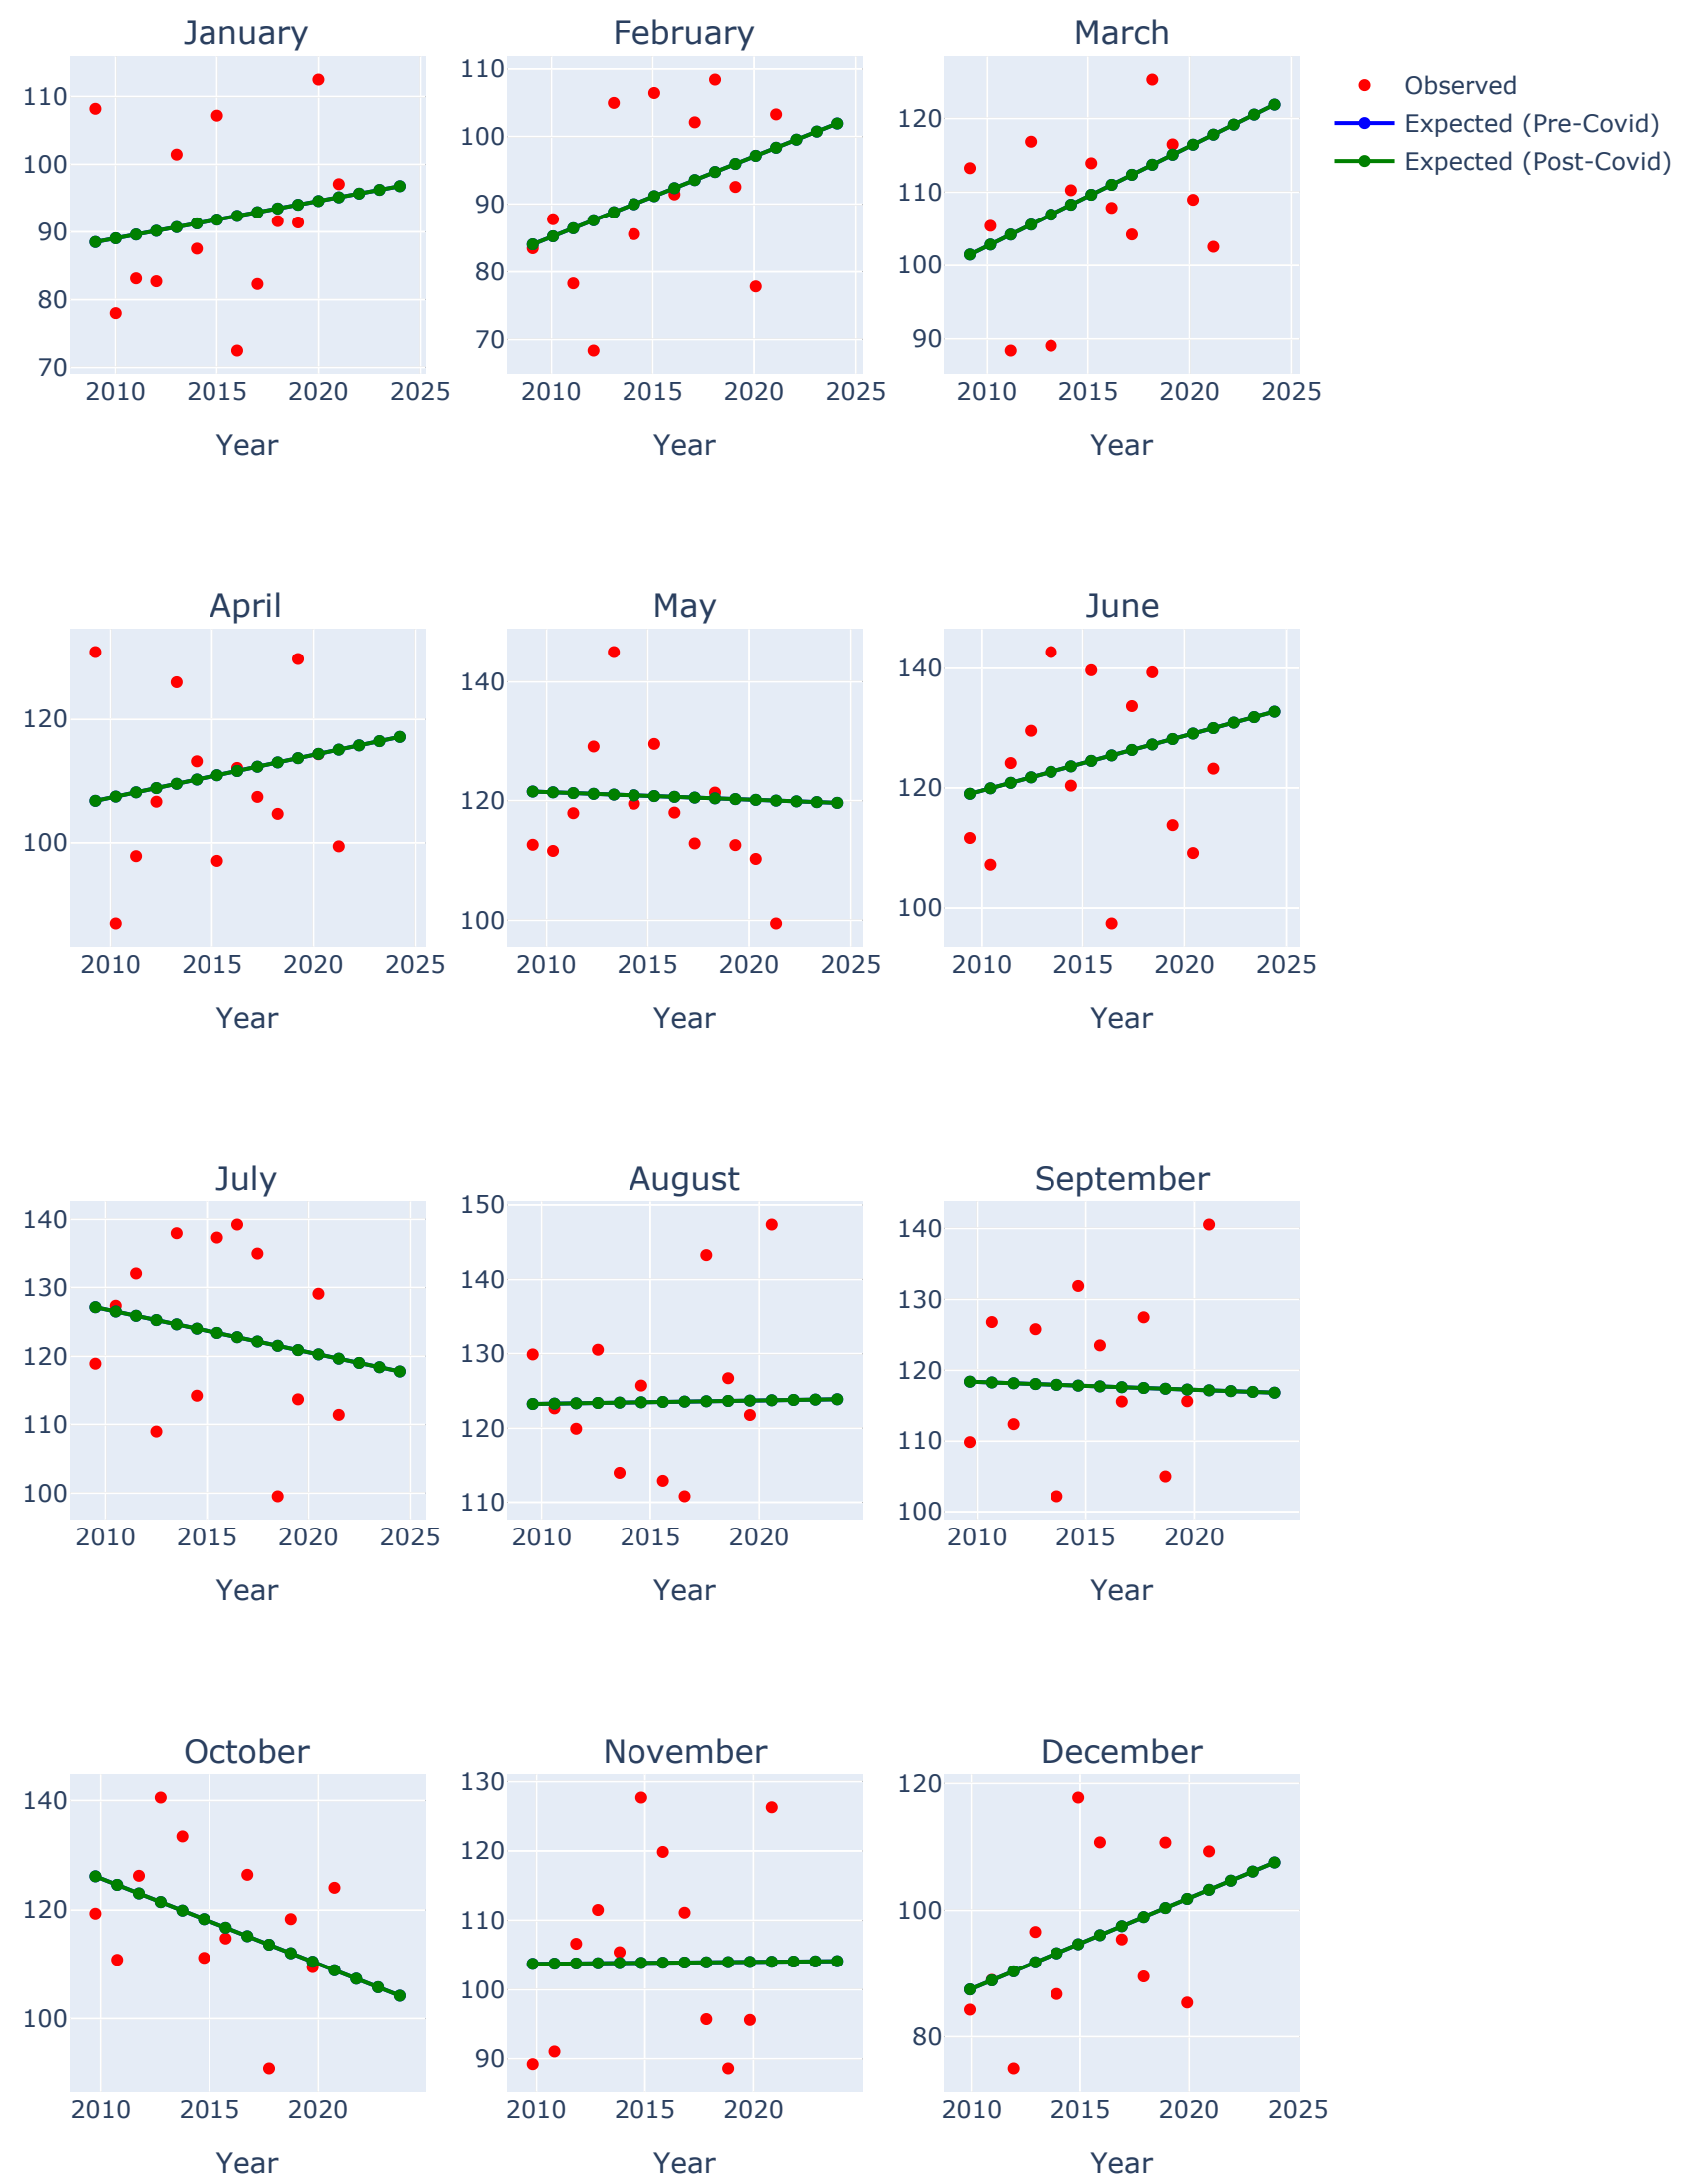 January February March
Observed
Expected (Pre-Covid)
Expected (Post-Covid)
110
100
90
80
70
2010 2015 2020 2025
Year
110
100
90
80
70
2010 2015 2020 2025
Year
120
110
100
90
2010 2015 2020 2025
Year
April May June
120
100
2010 2015 2020 2025
Year
140
120
100
2010 2015 2020 2025
Year
140
120
100
2010 2015 2020 2025
Year
July August September
140
130
120
110
100
2010 2015 2020 2025
Year
150
140
130
120
110
2010 2015 2020
Year
140
130
120
110
100
2010 2015 2020
Year
October November December
140
120
100
2010 2015 2020
Year
130
120
110
100
90
2010 2015 2020
Year
120
100
80
2010 2015 2020 2025
Year